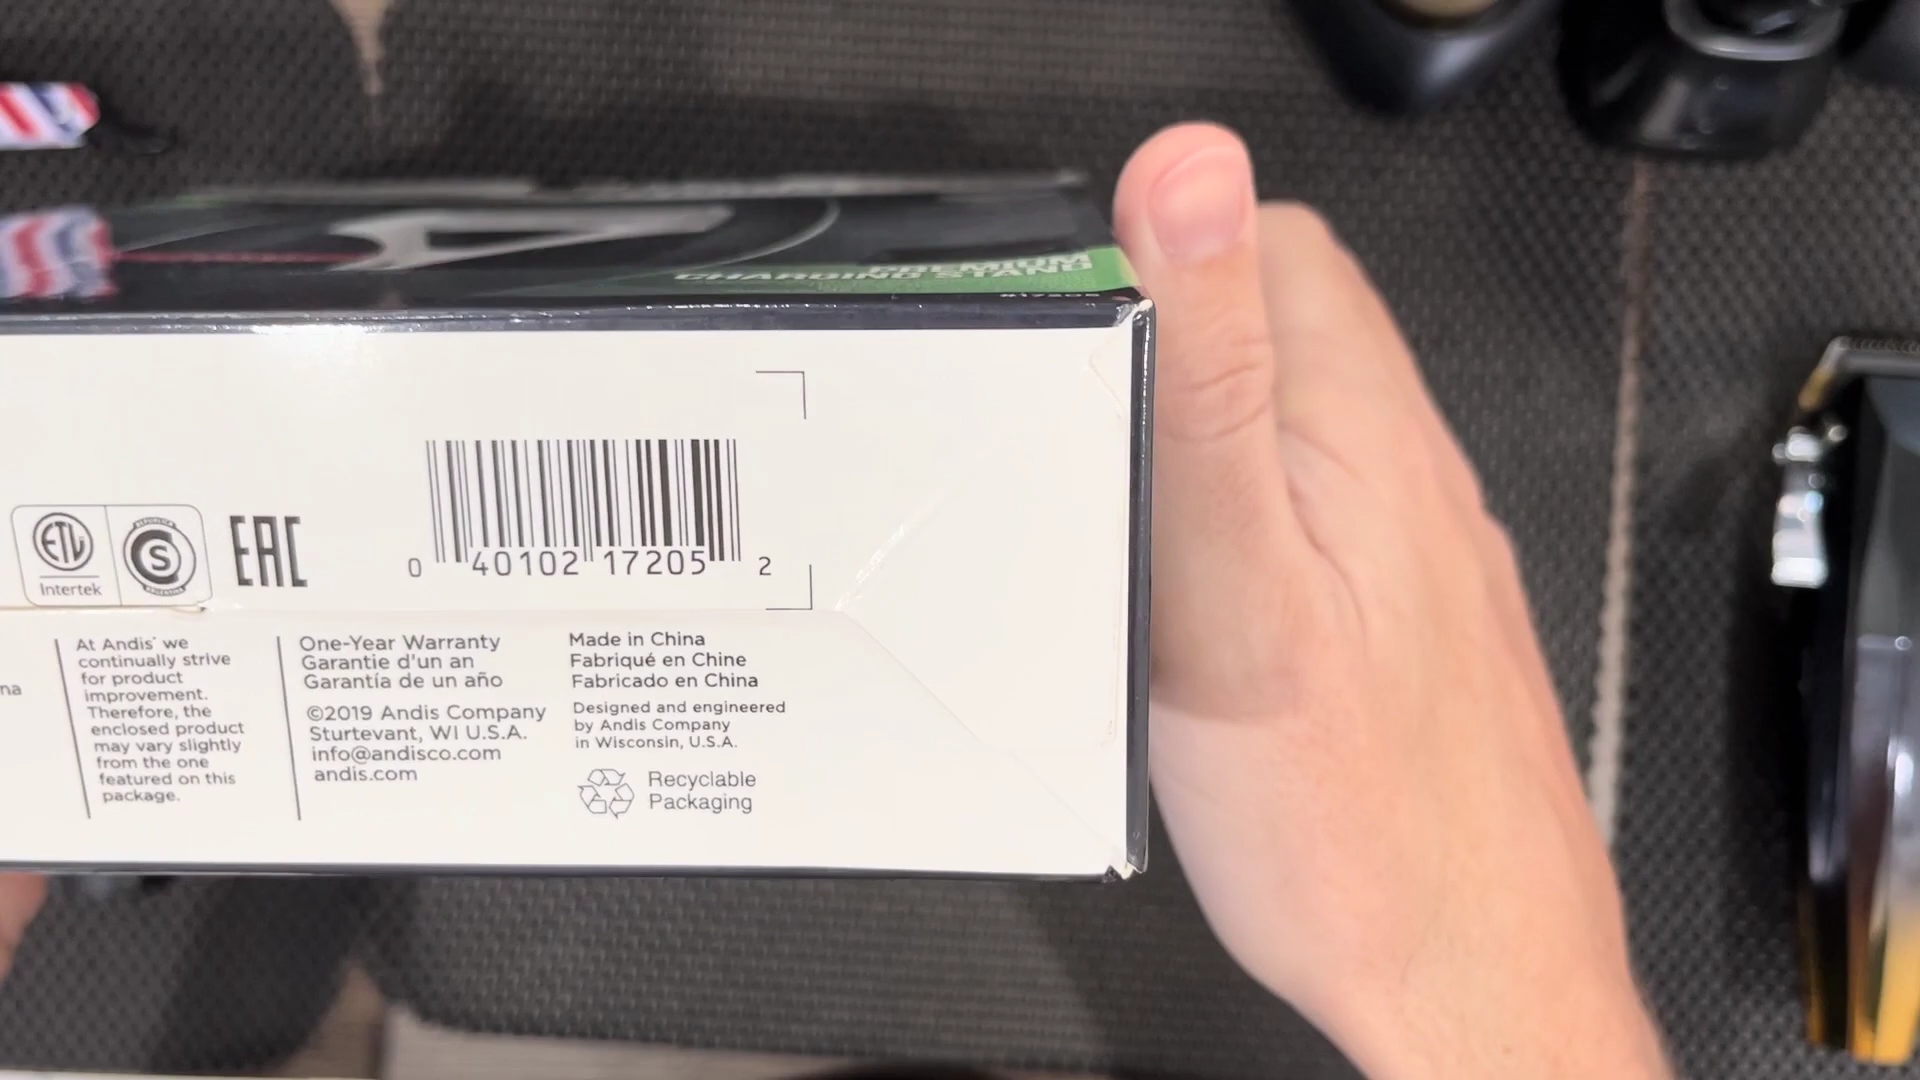 PREMIUM
CHARGING STAND
ETL
Intertek
S
EAC
0 40102 17205 2
At Andis® we
continually strive
for product
improvement.
Therefore, the
enclosed product
may vary slightly
from the one
featured on this
package.
One-Year Warranty
Garantie d'un an
Garantía de un año
©2019 Andis Company
Sturtevant, WI U.S.A.
info@andisco.com
andis.com
Made in China
Fabriqué en Chine
Fabricado en China
Designed and engineered
by Andis Company
in Wisconsin, U.S.A.
Recyclable
Packaging